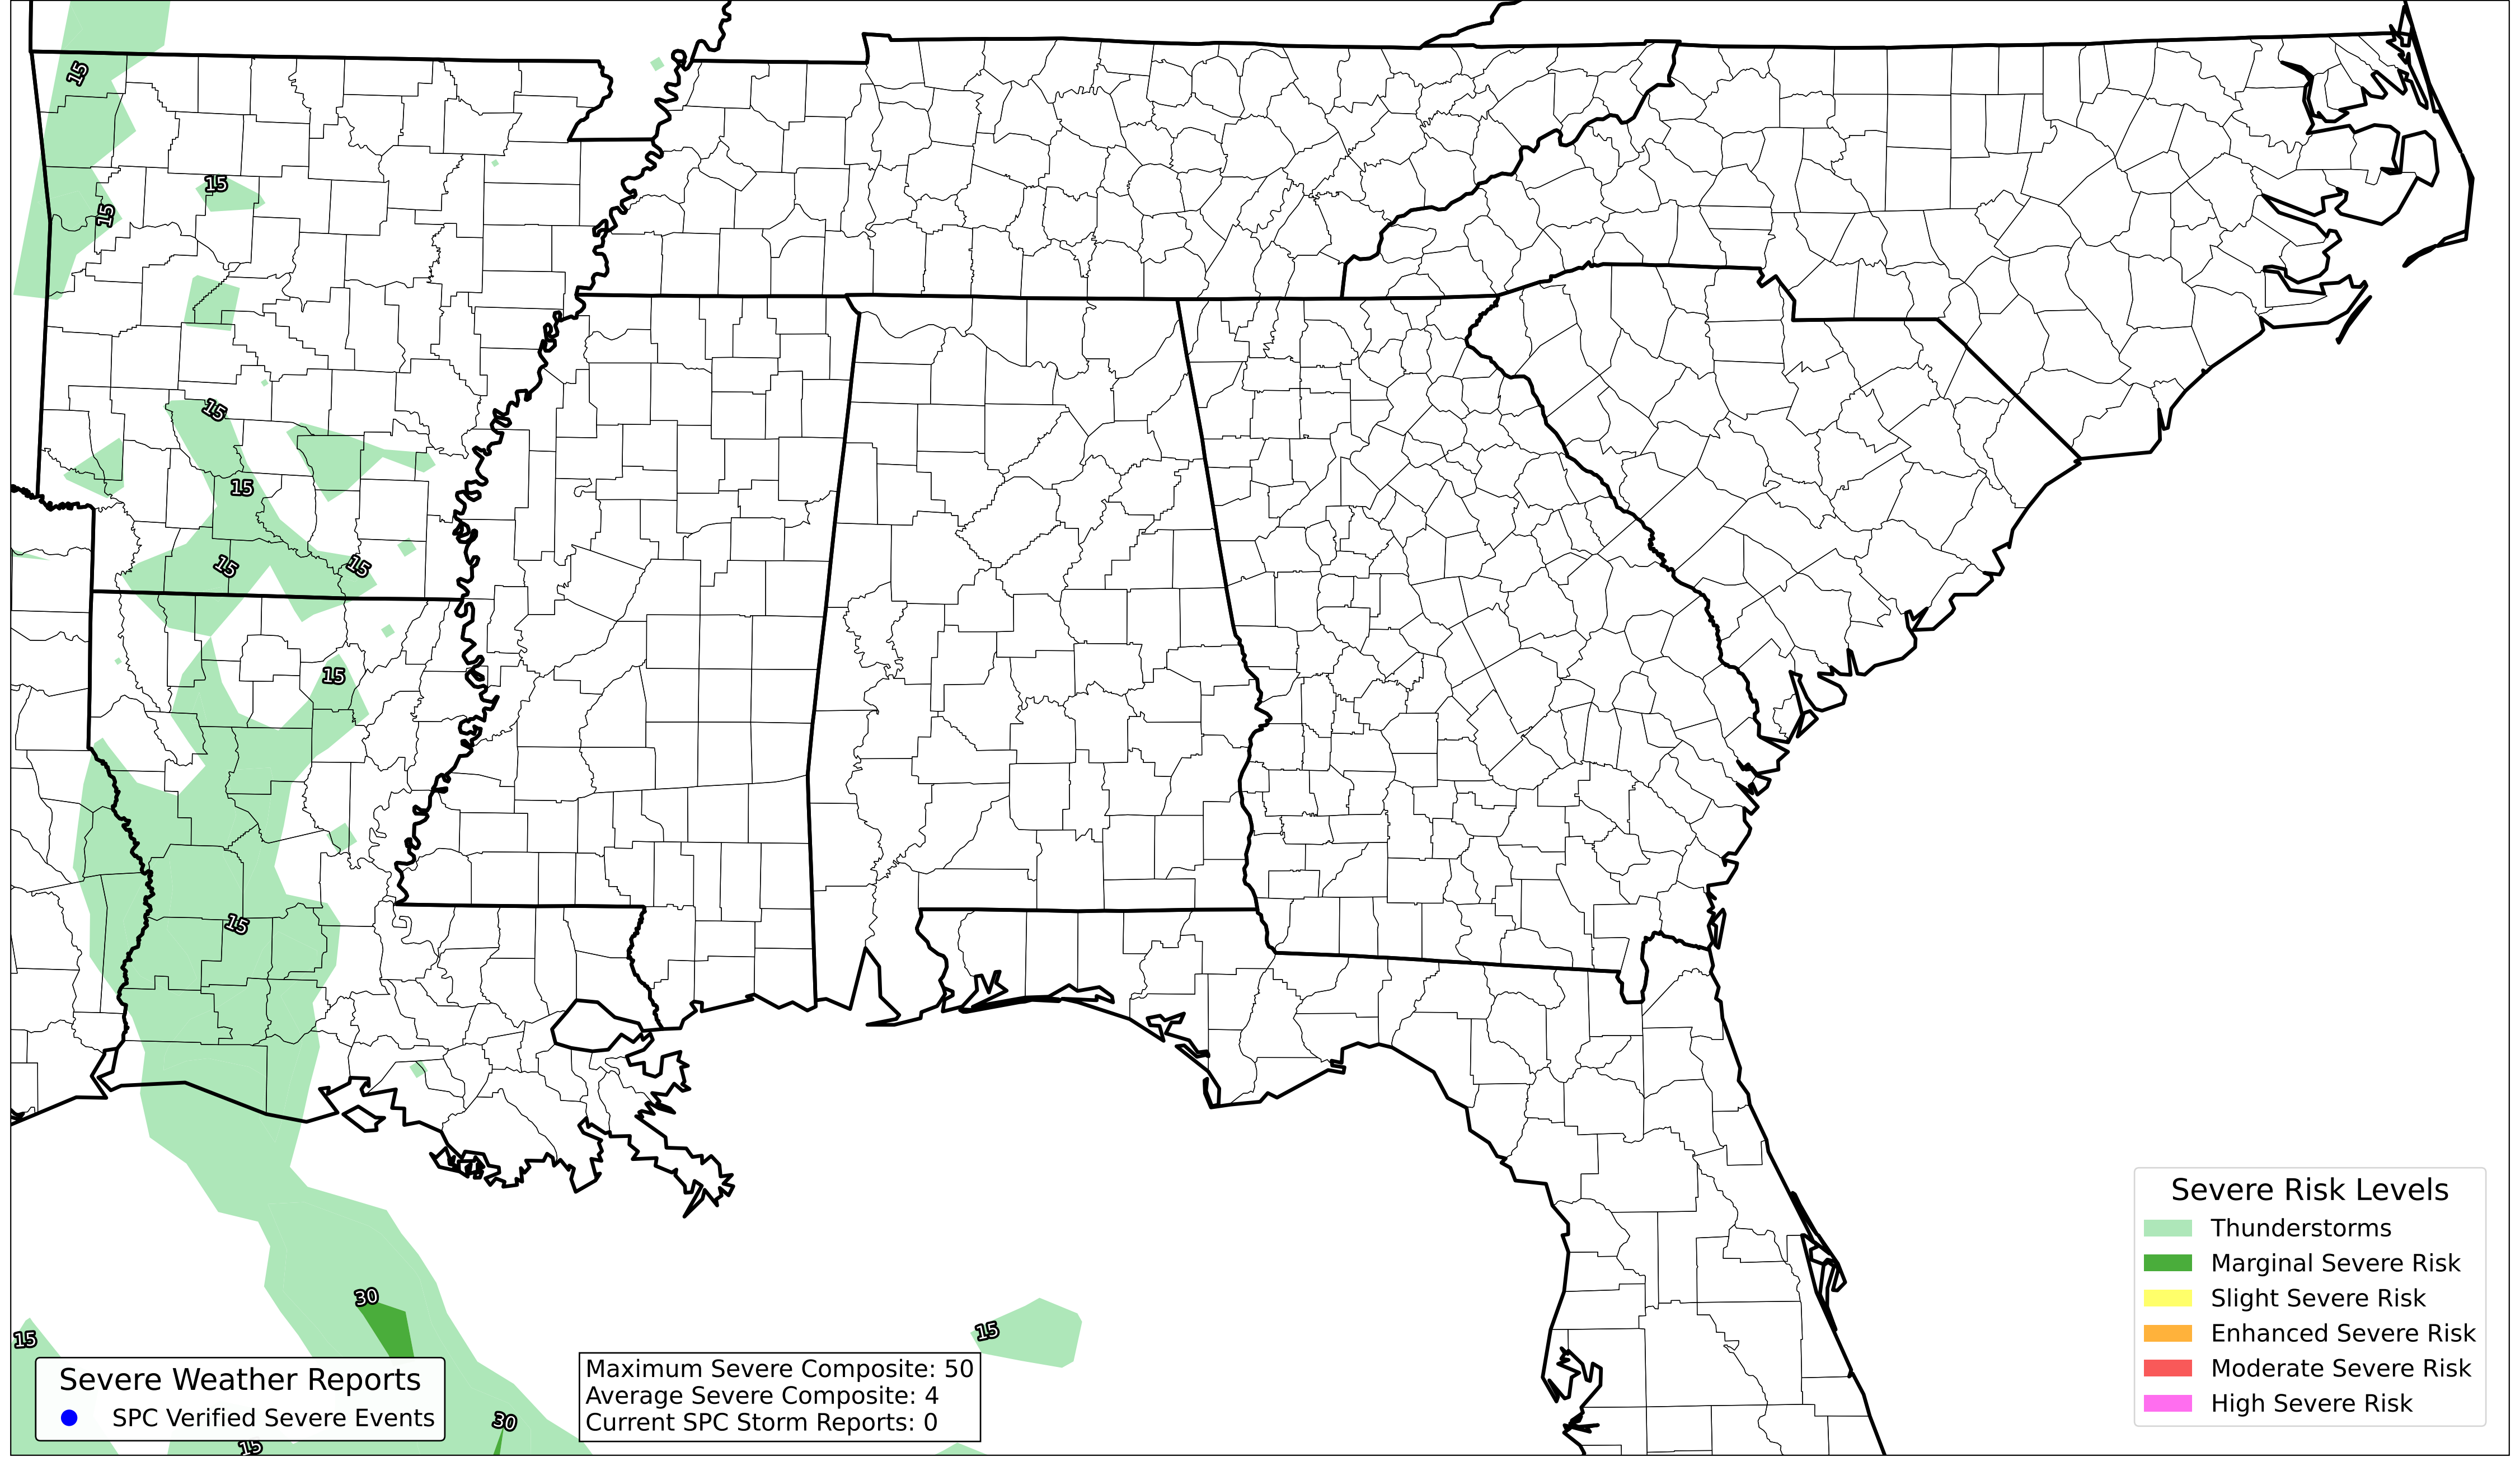 15
15
15
15
15
15
15
15
15
30
15
15
30
15
Severe Weather Reports
SPC Verified Severe Events
Maximum Severe Composite: 50
Average Severe Composite: 4
Current SPC Storm Reports: 0
Severe Risk Levels
Thunderstorms
Marginal Severe Risk
Slight Severe Risk
Enhanced Severe Risk
Moderate Severe Risk
High Severe Risk